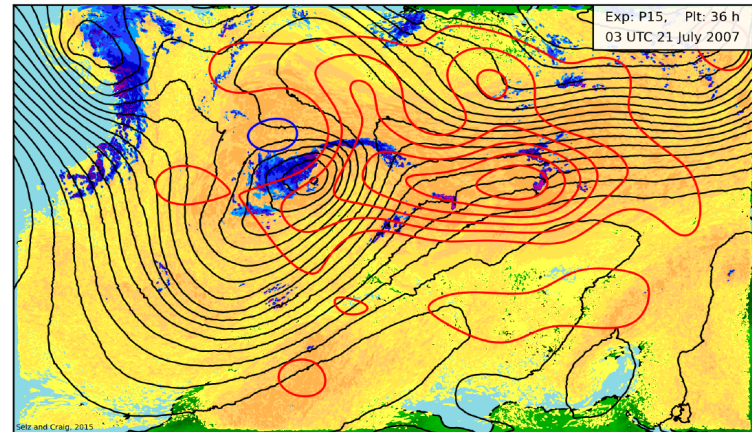 Exp: P15, Plt: 36 h
03 UTC 21 July 2007
Selz and Craig, 2015